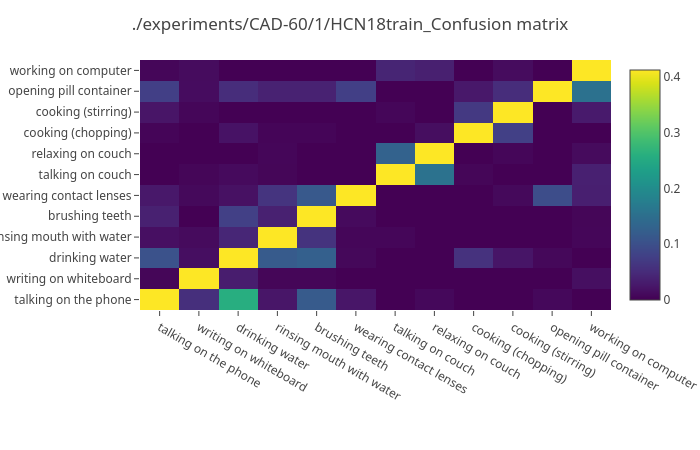 ./experiments/CAD-60/1/HCN18train_Confusion matrix
working on computer
opening pill container
cooking (stirring)
cooking (chopping)
relaxing on couch
talking on couch
wearing contact lenses
brushing teeth
nsing mouth with water
drinking water
writing on whiteboard
talking on the phone
talking on the phone
writing on whiteboard
drinking water
rinsing mouth with water
brushing teeth
wearing contact lenses
talking on couch
relaxing on couch
cooking (chopping)
cooking (stirring)
opening pill container
working on computer
0.4
0.3
0.2
0.1
0